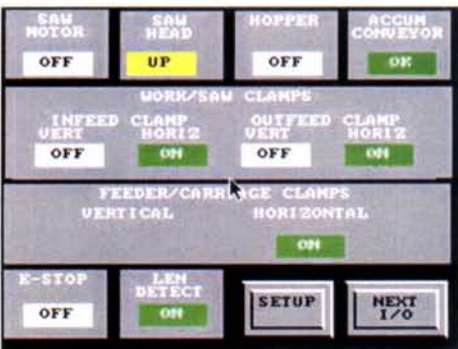 SAW MOTOR
OFF
SAW HEAD
UP
HOPPER
OFF
ACCUM CONVEYOR
ON
WORK/SAW CLAMPS
INFEED CLAMP
VERT HORIZ
OFF ON
OUTFEED CLAMP
VERT HORIZ
OFF ON
FEEDER/CARRIAGE CLAMPS
VERTICAL HORIZONTAL
ON
E-STOP
OFF
LEN DETECT
ON
SETUP
NEXT I/O